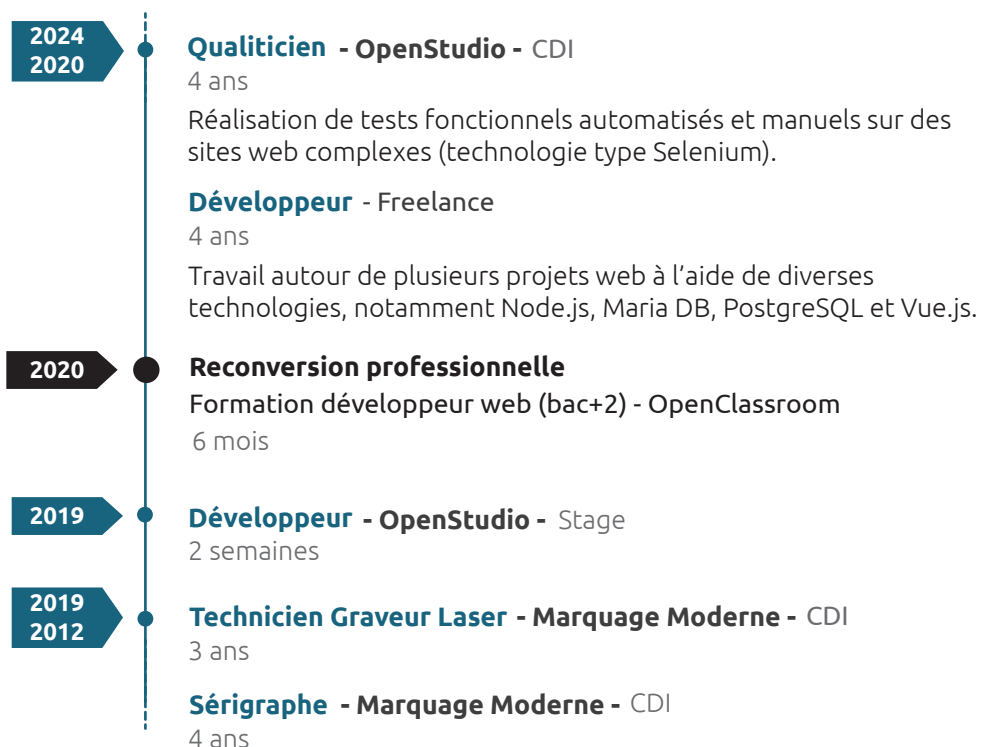 2024
2020
Qualiticien - OpenStudio - CDI
4 ans
Réalisation de tests fonctionnels automatisés et manuels sur des
sites web complexes (technologie type Selenium).
Développeur - Freelance
4 ans
Travail autour de plusieurs projets web à l'aide de diverses
technologies, notamment Node.js, Maria DB, PostgreSQL et Vue.js.
2020
Reconversion professionnelle
Formation développeur web (bac+2) - OpenClassroom
6 mois
2019
Développeur - OpenStudio - Stage
2 semaines
2019
2012
Technicien Graveur Laser - Marquage Moderne - CDI
3 ans
Sérigraphe - Marquage Moderne - CDI
4 ans